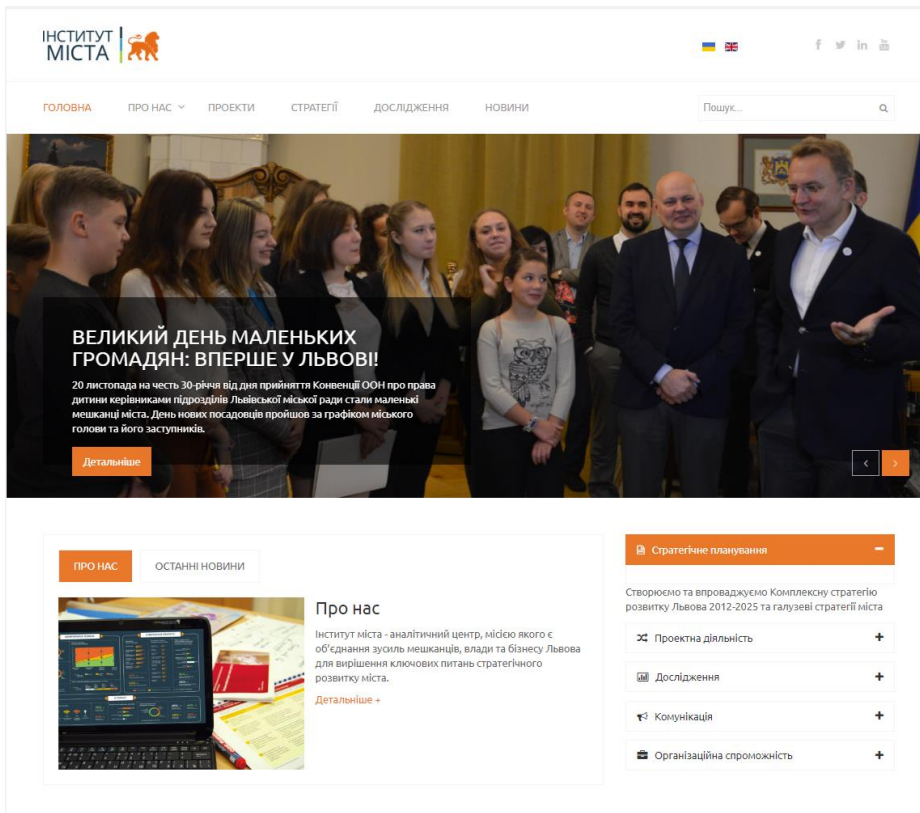 ІНСТИТУТ
МІСТА
ГОЛОВНА
ПРО НАС
ПРОЕКТИ
СТРАТЕГІЇ
ДОСЛІДЖЕННЯ
НОВИНИ
Пошук...
ВЕЛИКИЙ ДЕНЬ МАЛЕНЬКИХ
ГРОМАДЯН: ВПЕРШЕ У ЛЬВОВІ!
20 листопада на честь 30-річчя від дня прийняття Конвенції ООН про права
дитини керівниками підрозділів Львівської міської ради стали маленькі
мешканці міста. День нових посадовців пройшов за графіком міського
голови та його заступників.
Детальніше
ПРО НАС
ОСТАННІ НОВИНИ
Про нас
Інститут міста - аналітичний центр, місією якого є
об'єднання зусиль мешканців, влади та бізнесу Львова
для вирішення ключових питань стратегічного
розвитку міста.
Детальніше →
Стратегічне планування
Створюємо та впроваджуємо Комплексну стратегію
розвитку Львова 2012-2025 та галузеві стратегії міста
Проектна діяльність
Дослідження
Комунікація
Організаційна спроможність